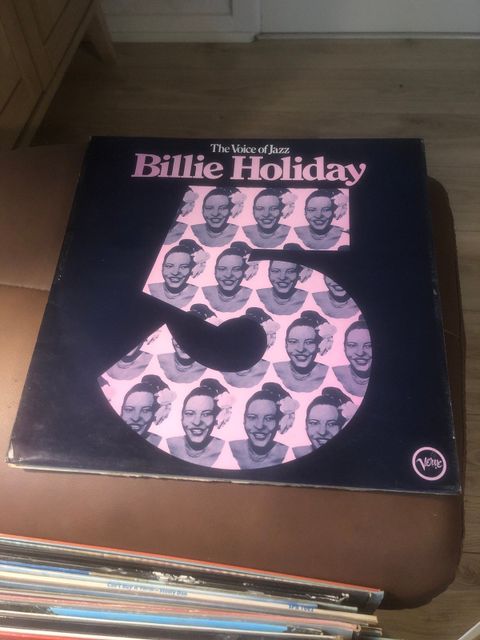 The Voice of Jazz
Billie Holiday
5
Verve